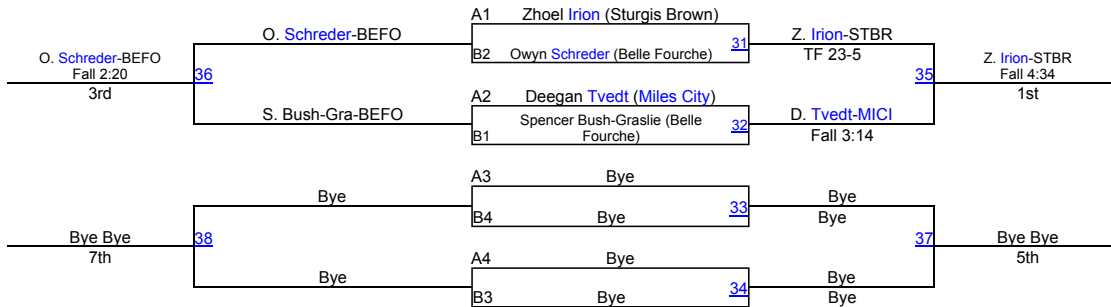 A1 Zhoel Irion (Sturgis Brown)
O. Schreder-BEFO 31 Z. Irion-STBR
B2 Owyn Schreder (Belle Fourche) TF 23-5
O. Schreder-BEFO Z. Irion-STBR
Fall 2:20 36 35 Fall 4:34
3rd 1st
A2 Deegan Tvedt (Miles City)
S. Bush-Gra-BEFO Spencer Bush-Graslie (Belle 32 D. Tvedt-MICI
B1 Fourche) Fall 3:14
A3 Bye
Bye 33 Bye
B4 Bye Bye
Bye Bye 38 37 Bye Bye
7th 5th
A4 Bye
Bye 34 Bye
B3 Bye Bye